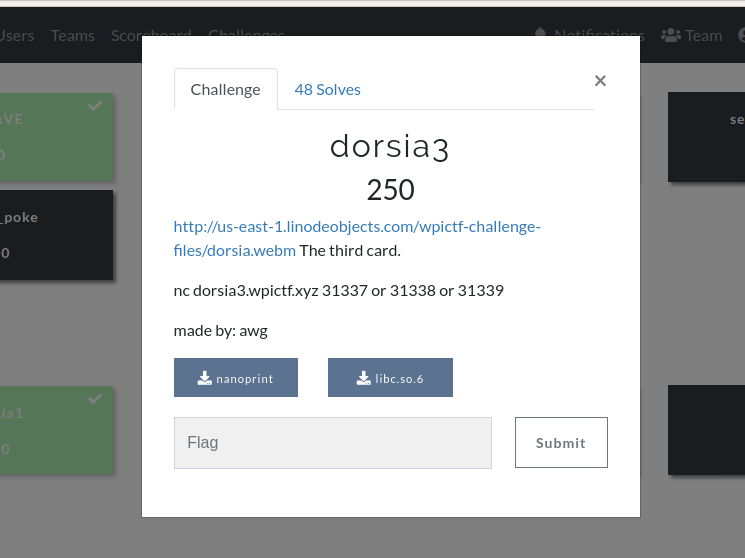 Users Teams Scoreboard Challenges Notifications Team
Challenge 48 Solves ×
dorsia3
250
http://us-east-1.linodeobjects.com/wpictf-challenge-
files/dorsia.webm The third card.
nc dorsia3.wpictf.xyz 31337 or 31338 or 31339
made by: awg
nanoprint libc.so.6
Flag Submit
VE
0
se
_poke
0
ia1
0